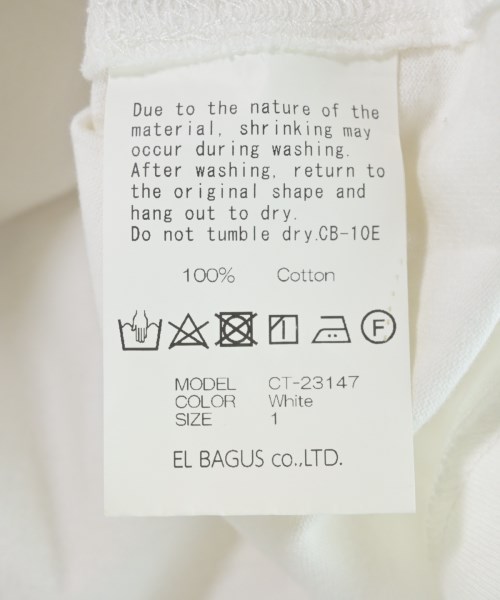 Due to the nature of the
material, shrinking may
occur during washing.
After washing, return to
the original shape and
hang out to dry.
Do not tumble dry.CB-10E
100% Cotton
F
MODEL CT-23147
COLOR White
SIZE 1
EL BAGUS co.,LTD.